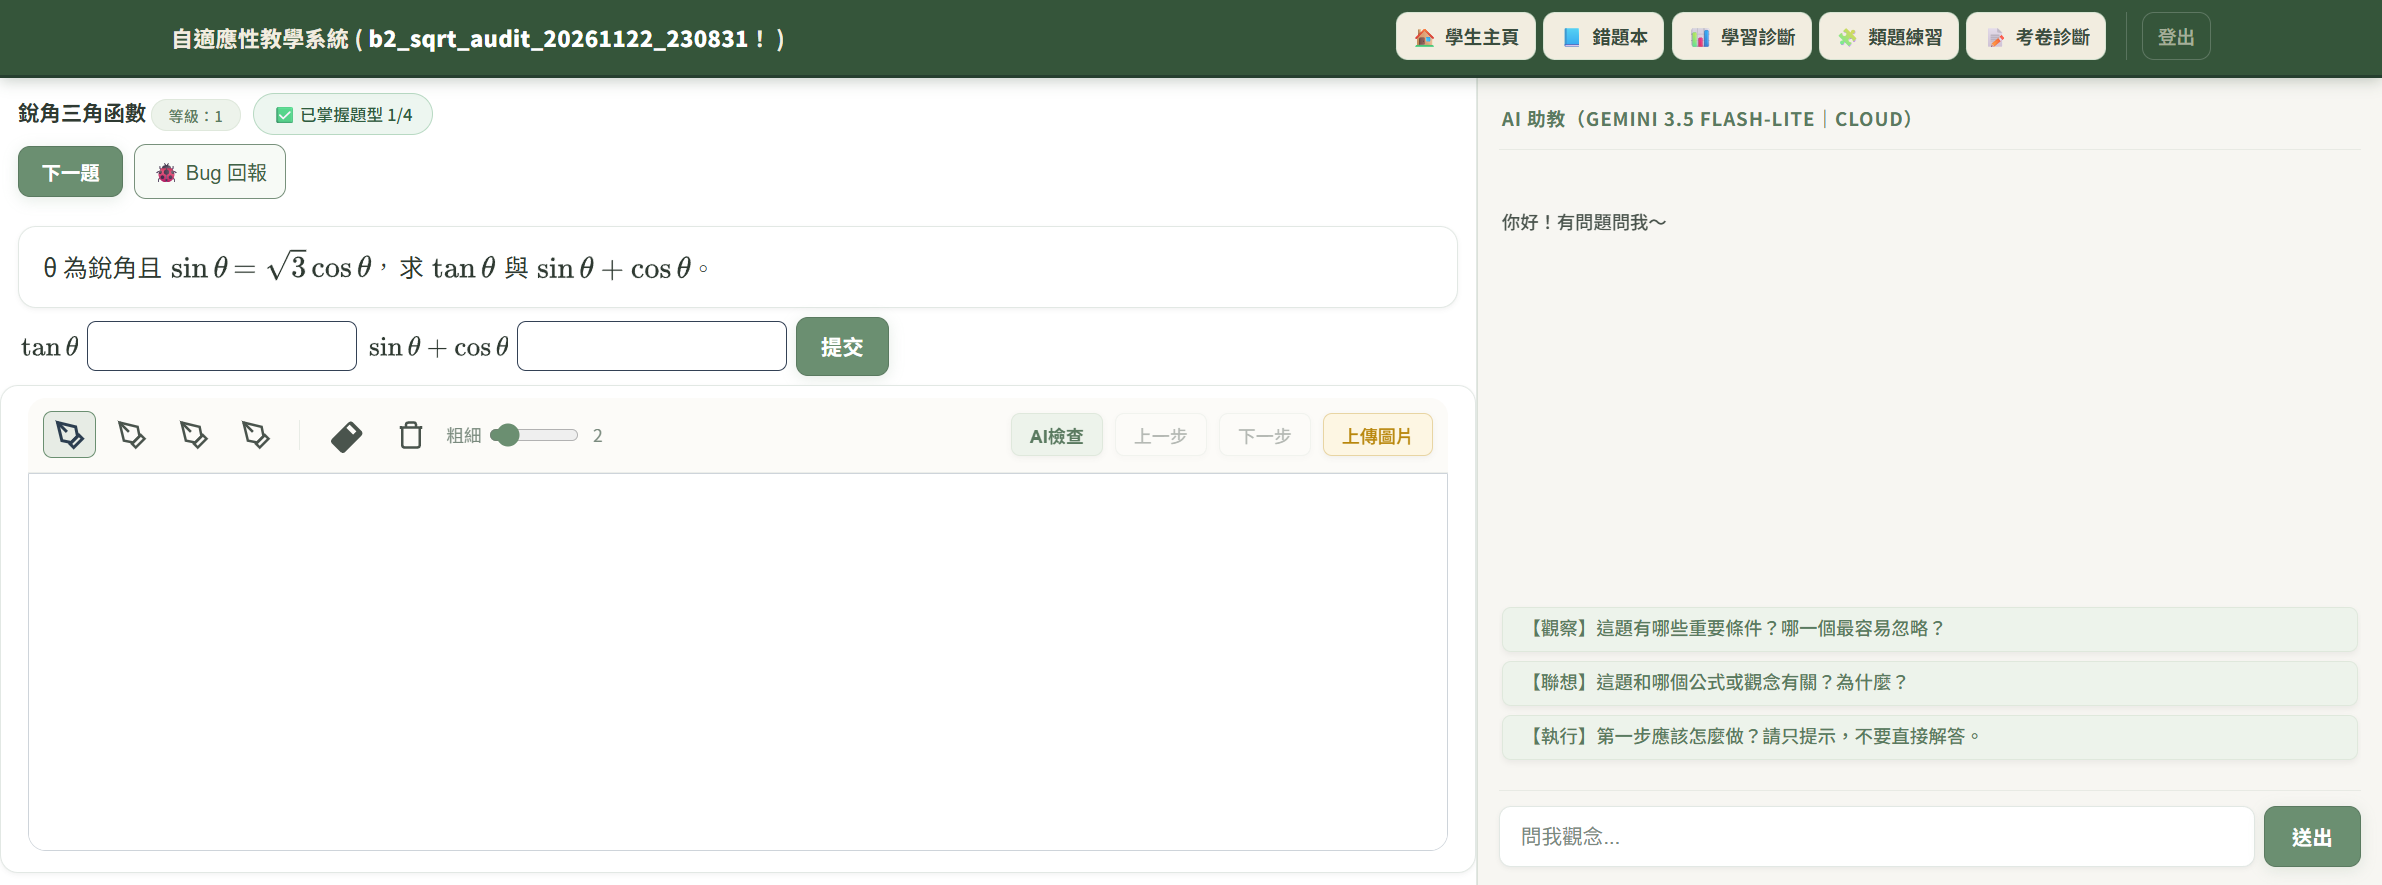 自適應性教學系統 ( b2_sqrt_audit_20261122_230831！ )
學生主頁
錯題本
學習診斷
類題練習
考卷診斷
登出
銳角三角函數 等級：1 已掌握題型 1/4
下一題 Bug 回報
θ 為銳角且 sin θ = √3 cos θ，求 tan θ 與 sin θ + cos θ。
tan θ sin θ + cos θ 提交
粗細 2 AI檢查 上一步 下一步 上傳圖片
AI 助教（GEMINI 3.5 FLASH-LITE｜CLOUD）
你好！有問題問我～
【觀察】這題有哪些重要條件？哪一個最容易忽略？
【聯想】這題和哪個公式或觀念有關？為什麼？
【執行】第一步應該怎麼做？請只提示，不要直接解答。
問我觀念... 送出